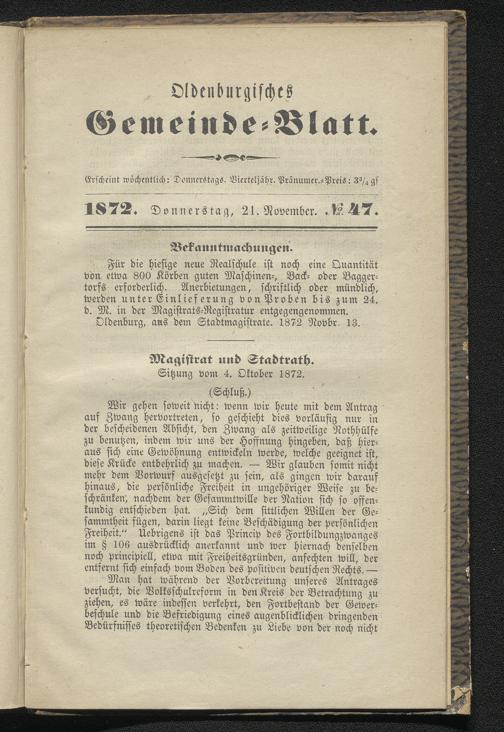 Oldenburgisches
Gemeinde-Blatt.
Erscheint wöchentlich: Donnerstags. Vierteljähr. Pränumer.-Preis: 3¾ gſ
1872. Donnerstag, 21. November. № 47.
Bekanntmachungen.
Für die hiesige neue Realschule ist noch eine Quantität
von etwa 800 Körben guten Maschinen-, Back- oder Bagger-
torfs erforderlich. Anerbietungen, schriftlich oder mündlich,
werden unter Einlieferung von Proben bis zum 24.
d. M. in der Magistrats-Registratur entgegengenommen.
Oldenburg, aus dem Stadtmagistrate. 1872 Novbr. 13.
Magistrat und Stadtrath.
Sitzung vom 4. Oktober 1872.
(Schluß.)
Wir gehen soweit nicht: wenn wir heute mit dem Antrag
auf Zwang hervortreten, so geschieht dies vorläufig nur in
der bescheidenen Absicht, den Zwang als zeitweilige Nothhülfe
zu benutzen, indem wir uns der Hoffnung hingeben, daß hier-
aus sich eine Gewöhnung entwickeln werde, welche geeignet ist,
diese Krücke entbehrlich zu machen. — Wir glauben somit nicht
mehr dem Vorwurf ausgesetzt zu sein, als gingen wir darauf
hinaus, die persönliche Freiheit in ungehöriger Weise zu be-
schränken, nachdem der Gesammtwille der Nation sich so offen-
kundig entschieden hat. „Sich dem sittlichen Willen der Ge-
sammtheit fügen, darin liegt keine Beschädigung der persönlichen
Freiheit.“ Uebrigens ist das Princip des Fortbildungzwanges
im § 106 ausdrücklich anerkannt und wer hiernach denselben
noch principiell, etwa mit Freiheitsgründen, anfechten will, der
entfernt sich einfach vom Boden des positiven deutschen Rechts. —
Man hat während der Vorbereitung unseres Antrages
versucht, die Volksschulreform in den Kreis der Betrachtung zu
ziehen, es wäre indessen verkehrt, den Fortbestand der Gewer-
beschule und die Befriedigung eines augenblicklichen dringenden
Bedürfnisses theoretischen Bedenken zu Liebe von der noch nicht